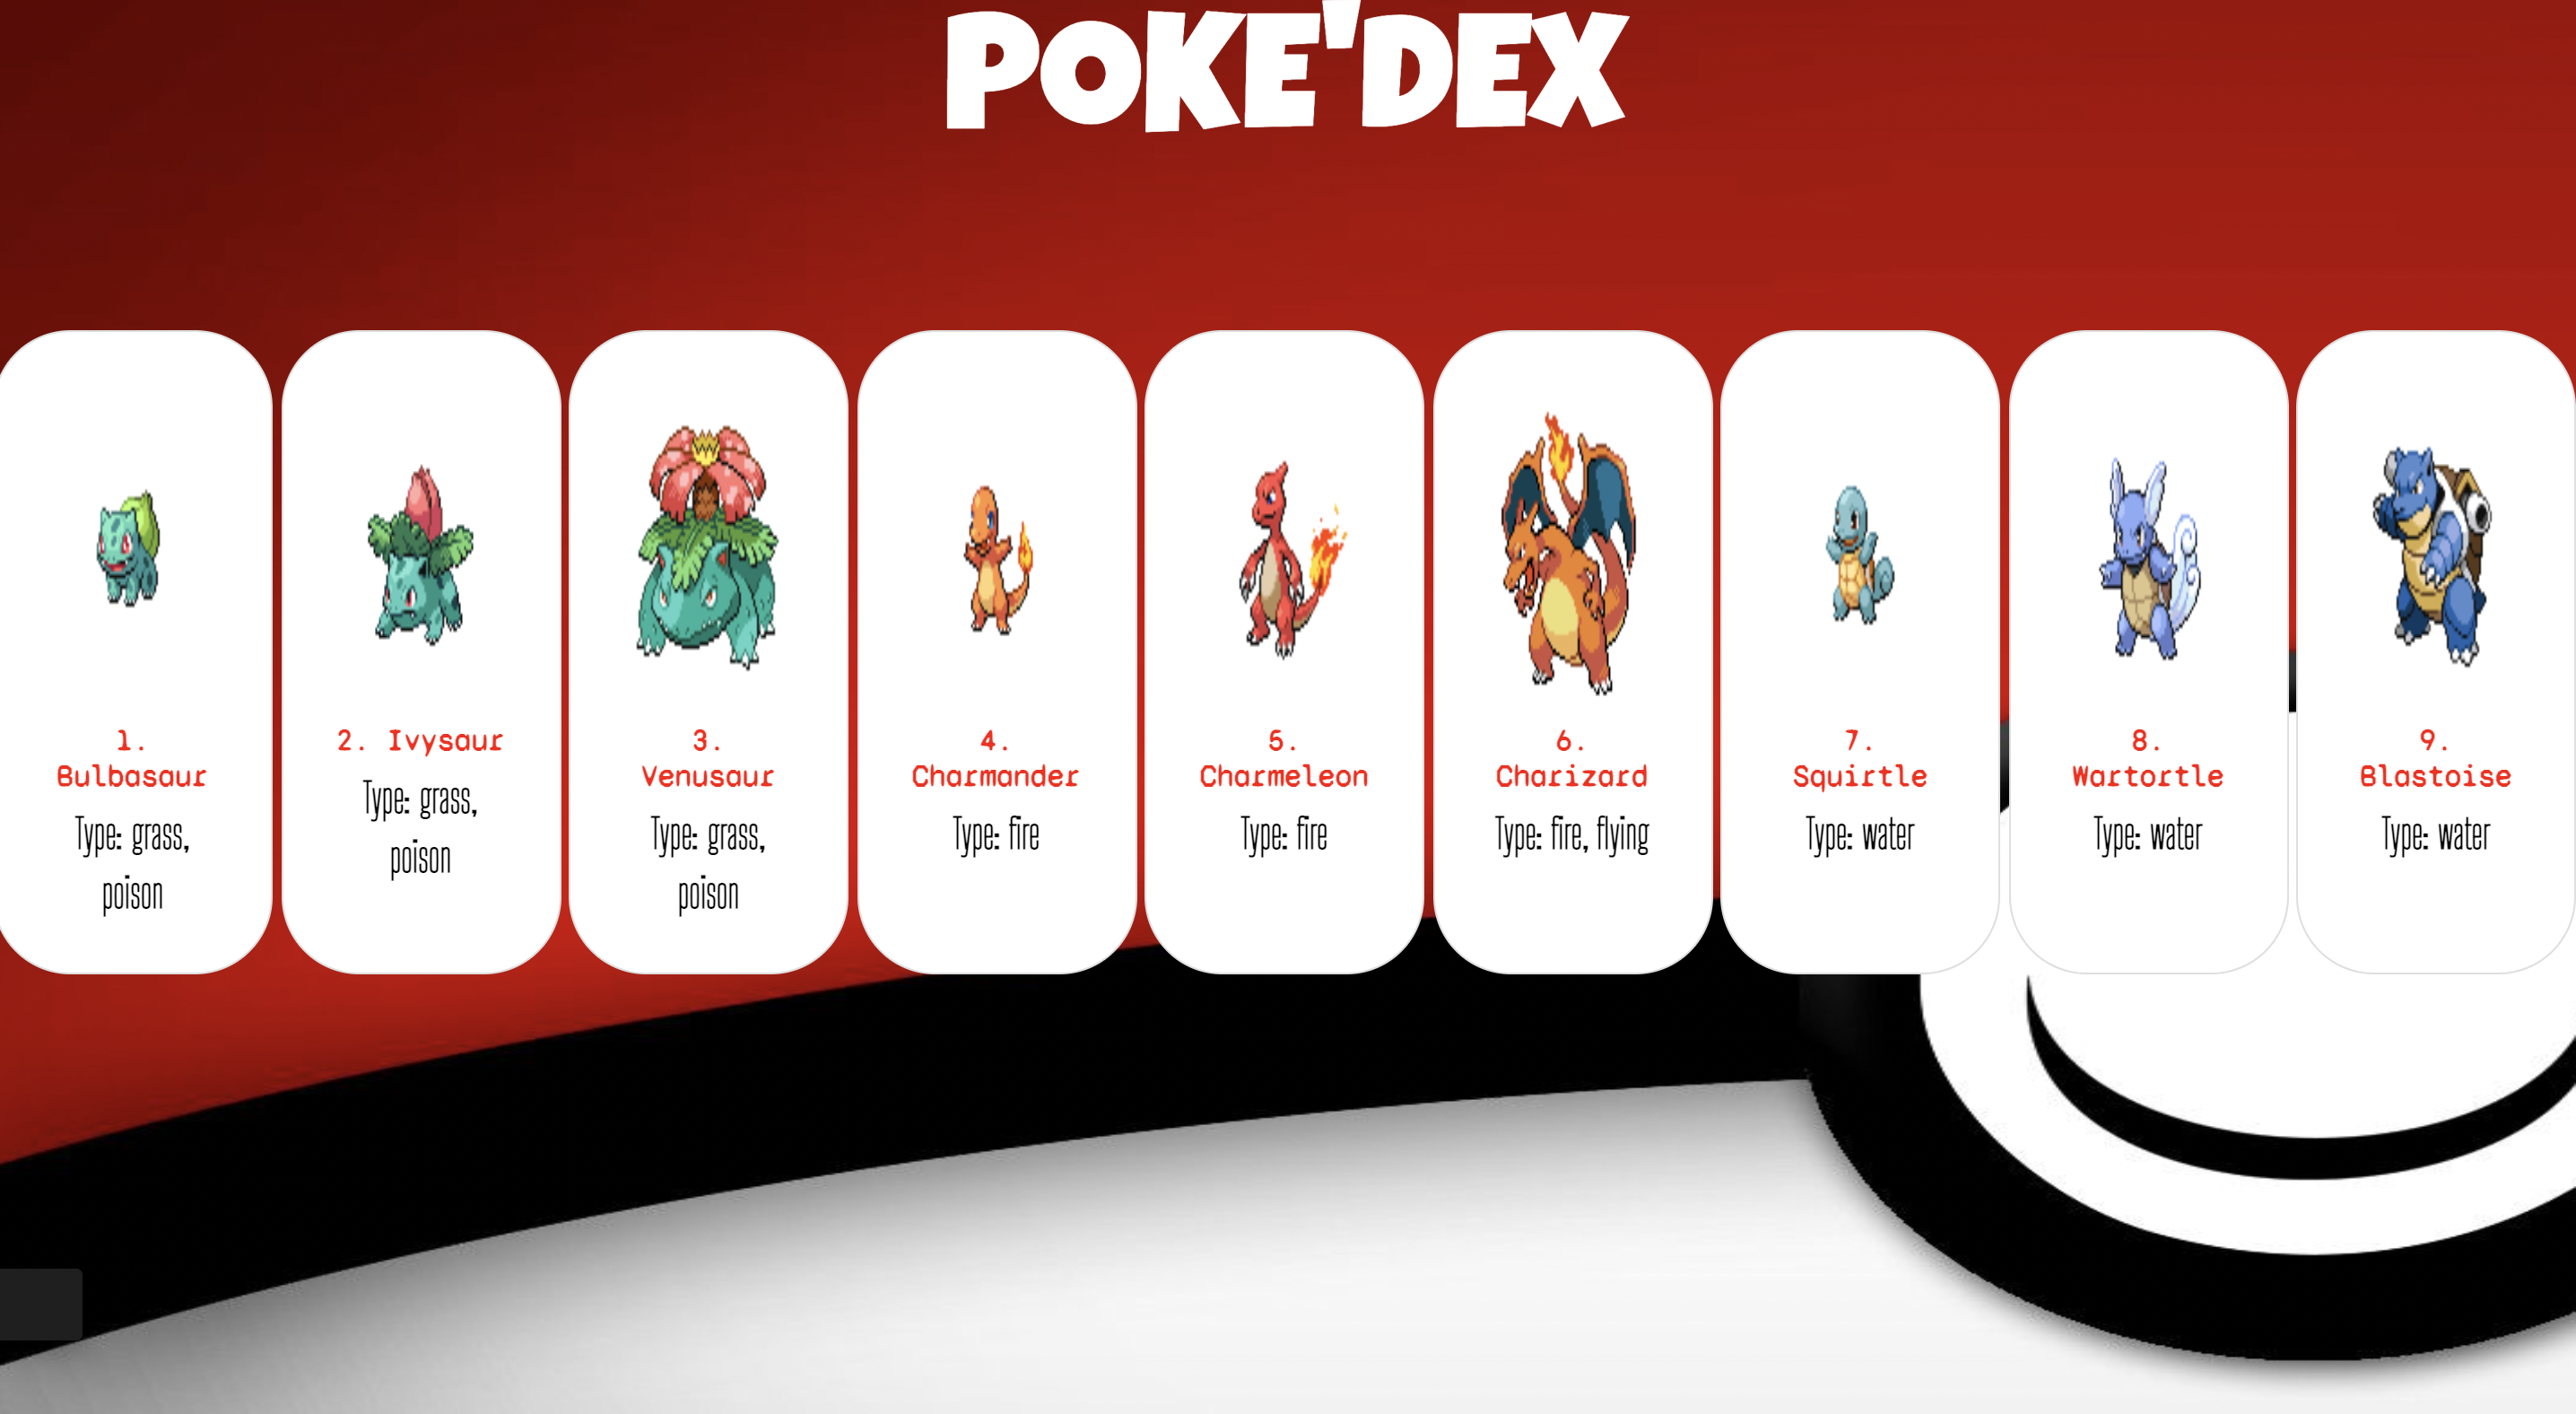 POKE'DEX
1.
Bulbasaur
Type: grass,
poison
2. Ivysaur
Type: grass,
poison
3.
Venusaur
Type: grass,
poison
4.
Charmander
Type: fire
5.
Charmeleon
Type: fire
6.
Charizard
Type: fire, flying
7.
Squirtle
Type: water
8.
Wartortle
Type: water
9.
Blastoise
Type: water